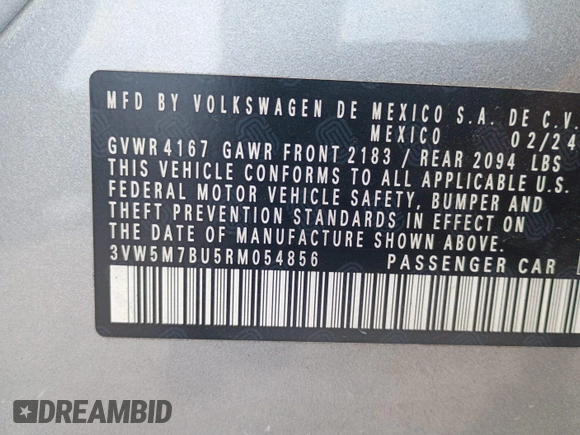 MFD BY VOLKSWAGEN DE MEXICO S.A. DE C.V.
MEXICO 02/24
GVWR 4167 GAWR FRONT 2183 / REAR 2094 LBS
THIS VEHICLE CONFORMS TO ALL APPLICABLE U.S.
FEDERAL MOTOR VEHICLE SAFETY, BUMPER AND
THEFT PREVENTION STANDARDS IN EFFECT ON
THE DATE OF MANUFACTURE SHOWN ABOVE.
3VW5M7BU5RM054856 PASSENGER CAR
DREAMBID